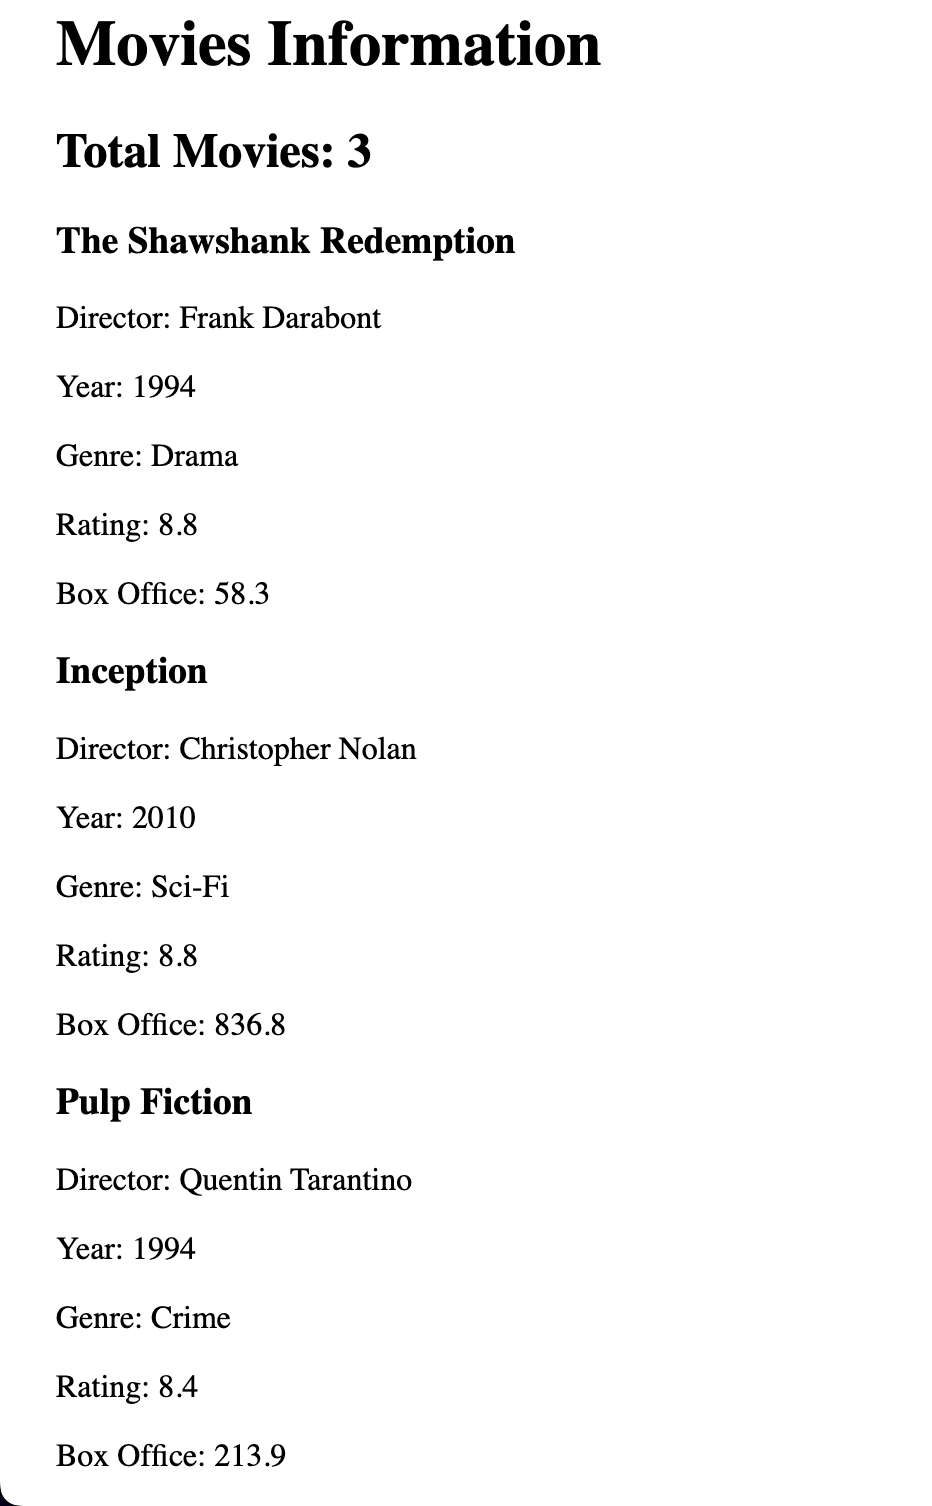 Movies Information
Total Movies: 3
The Shawshank Redemption
Director: Frank Darabont
Year: 1994
Genre: Drama
Rating: 8.8
Box Office: 58.3
Inception
Director: Christopher Nolan
Year: 2010
Genre: Sci-Fi
Rating: 8.8
Box Office: 836.8
Pulp Fiction
Director: Quentin Tarantino
Year: 1994
Genre: Crime
Rating: 8.4
Box Office: 213.9